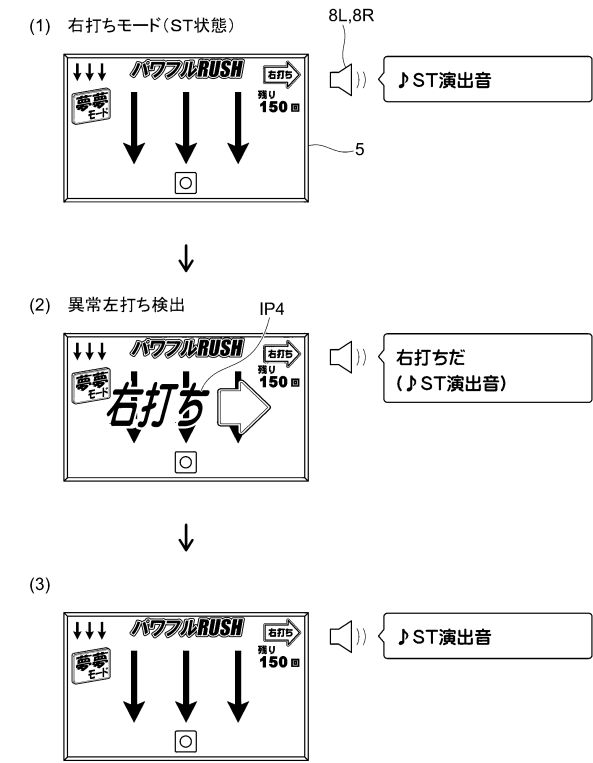 (1) 右打ちモード(ST状態)
8L,8R
パワフルRUSH
右打ち
残り
150回
夢夢
モード
♪ST演出音
5
(2) 異常左打ち検出
IP4
パワフルRUSH
右打ち
残り
150回
夢夢
モード
右打ち
右打ちだ
(♪ST演出音)
(3)
パワフルRUSH
右打ち
残り
150回
夢夢
モード
♪ST演出音